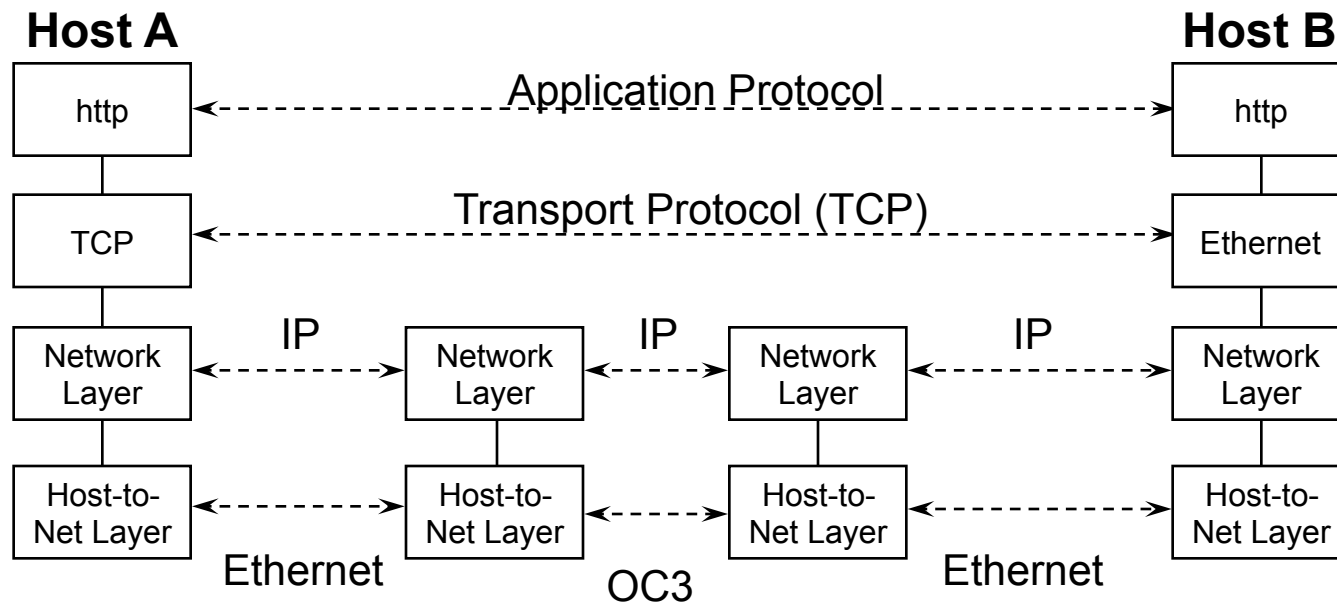 Host A
Host B
http
Application Protocol
http
TCP
Transport Protocol (TCP)
Ethernet
Network
Layer
IP
Network
Layer
IP
Network
Layer
IP
Network
Layer
Host-to-
Net Layer
Host-to-
Net Layer
Host-to-
Net Layer
Host-to-
Net Layer
Ethernet
OC3
Ethernet